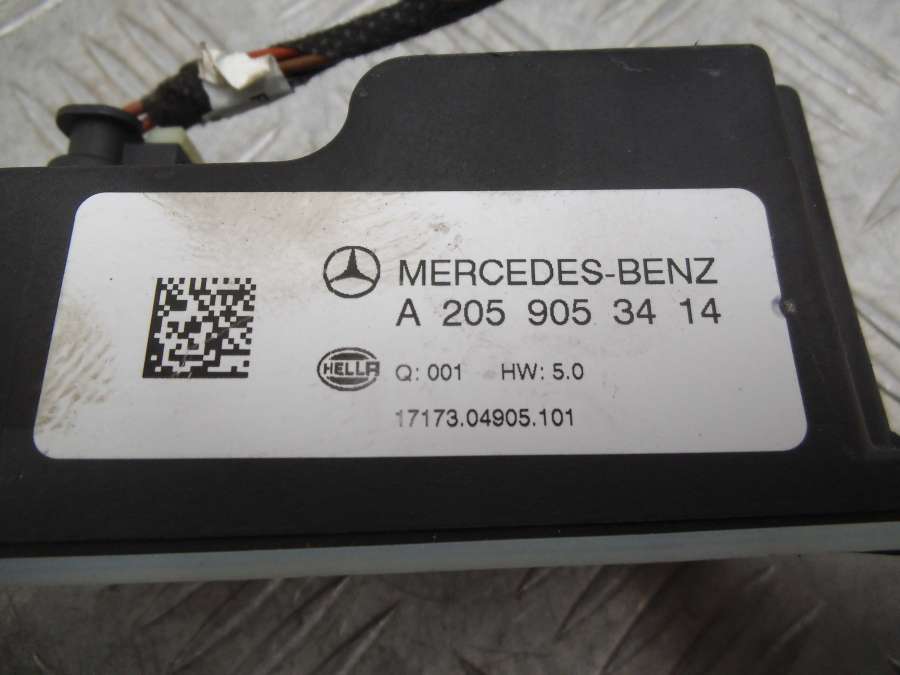 MERCEDES-BENZ
A 205 905 34 14
HELLA
Q: 001 HW: 5.0
17173.04905.101